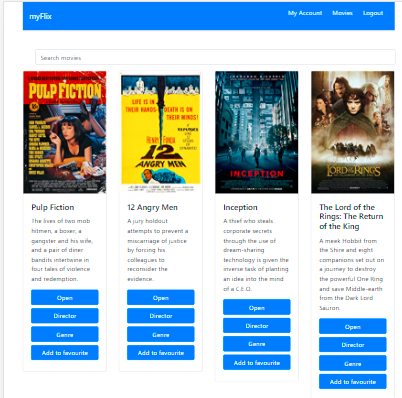 myFlix
My Account Movies Logout
Search movies
PULP FICTION
LIFE IS IN THEIR HANDS - DEATH IS ON THEIR MINDS!
HENRY FONDA
12
ANGRY MEN
INCEPTION
THE LORD OF THE RINGS
Pulp Fiction
The lives of two mob
hitmen, a boxer, a
gangster and his wife,
and a pair of diner
bandits intertwine in
four tales of violence
and redemption.
Open
Director
Genre
Add to favourite
12 Angry Men
A jury holdout
attempts to prevent a
miscarriage of justice
by forcing his
colleagues to
reconsider the
evidence.
Open
Director
Genre
Add to favourite
Inception
A thief who steals
corporate secrets
through the use of
dream-sharing
technology is given the
inverse task of planting
an idea into the mind
of a C.E.O.
Open
Director
Genre
Add to favourite
The Lord of the
Rings: The Return
of the King
A meek Hobbit from
the Shire and eight
companions set out on
a journey to destroy
the powerful One Ring
and save Middle-earth
from the Dark Lord
Sauron
Open
Director
Genre
Add to favourite